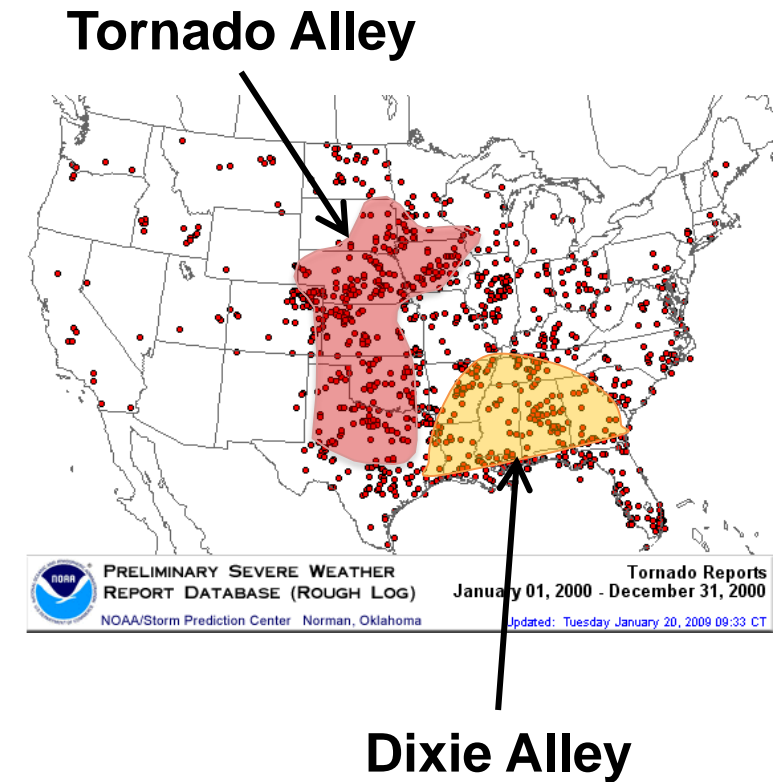 Tornado Alley
NOAA
PRELIMINARY SEVERE WEATHER
REPORT DATABASE (ROUGH LOG)
NOAA/Storm Prediction Center Norman, Oklahoma
Tornado Reports
January 01, 2000 - December 31, 2000
Updated: Tuesday January 20, 2009 09:33 CT
Dixie Alley